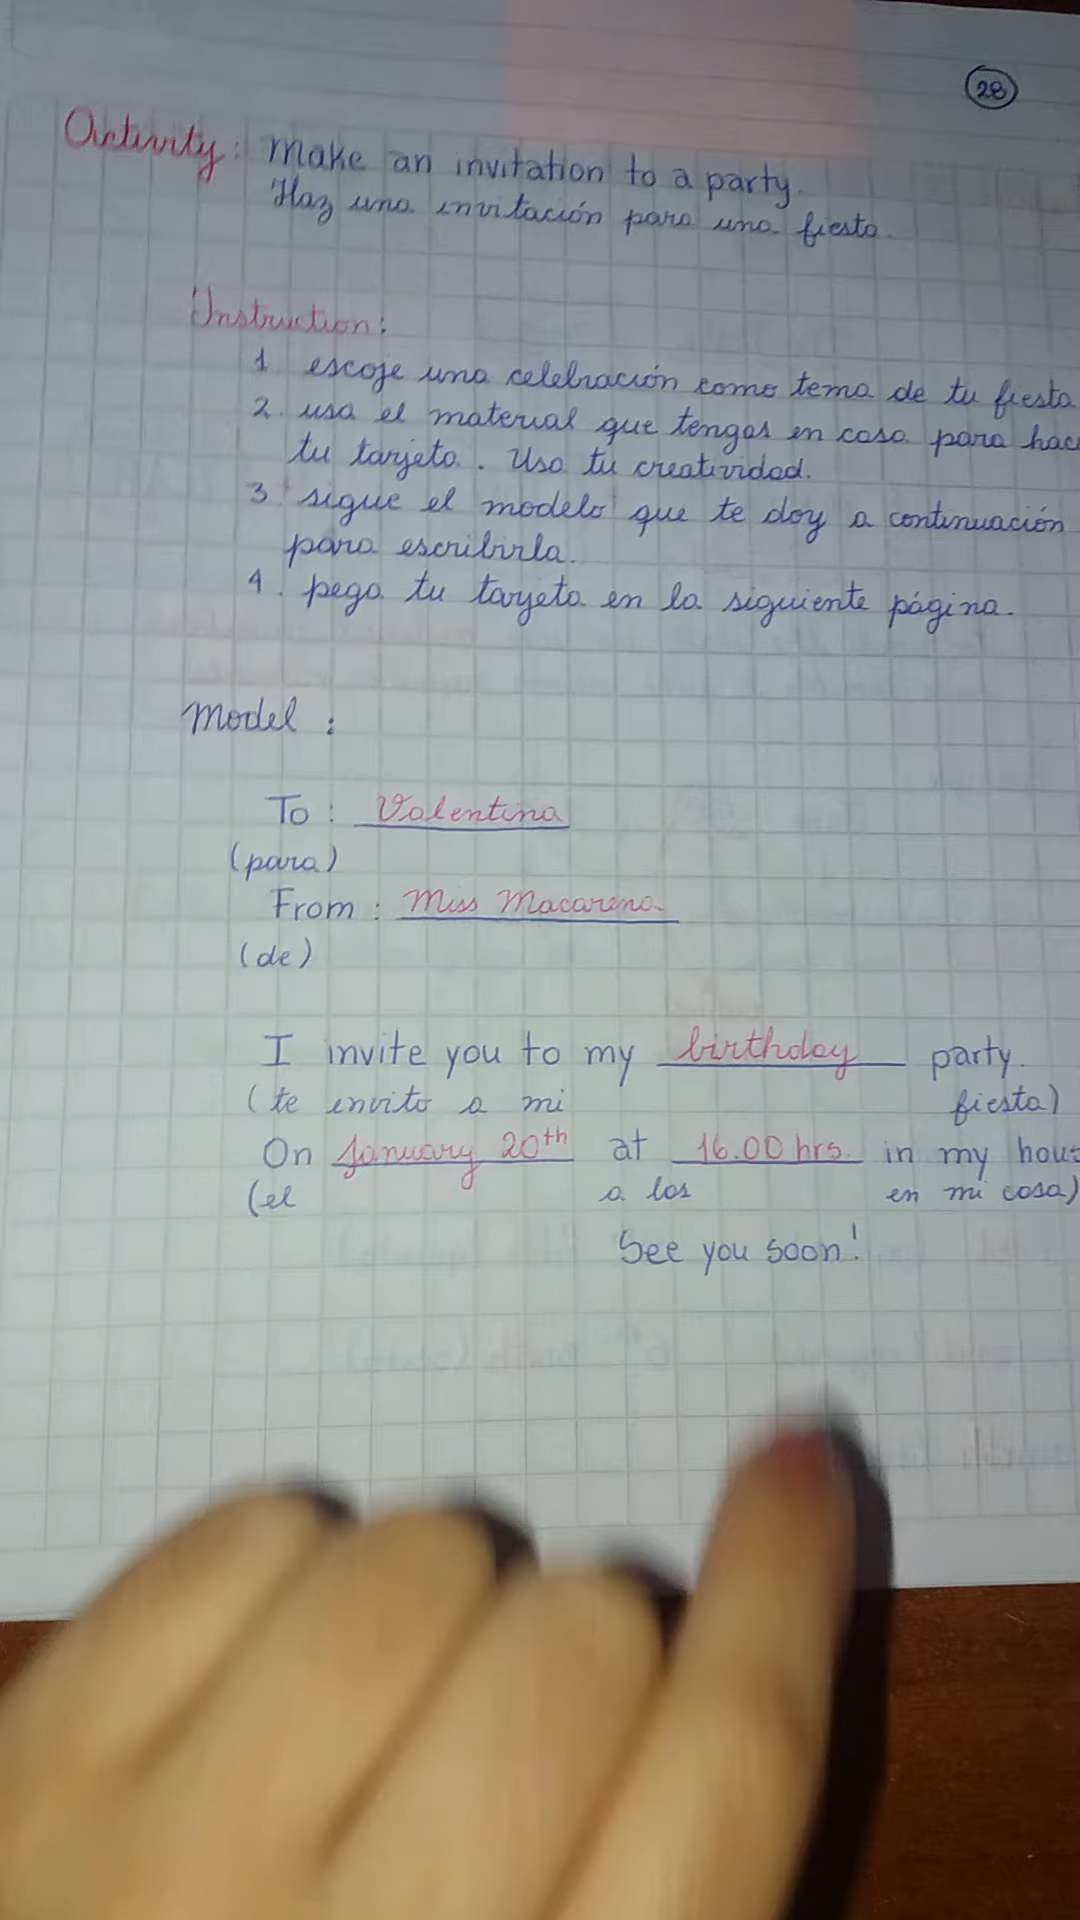 28
Activity: Make an invitation to a party.
Haz una invitación para una fiesta.
Instruction:
1 escoje una celebración como tema de tu fiesta
2. usa el material que tengas en casa para hac
tu tarjeta. Usa tu creatividad.
3 sigue el modelo que te doy a continuación
para escribirla.
4. pega tu tarjeta en la siguiente página.
Model:
To: Valentina
(para)
From: Miss Macarena
(de)
I invite you to my birthday party.
(te invito a mi fiesta)
On January 20th at 16.00 hrs. in my hous
(el a las en mi casa)
See you soon!